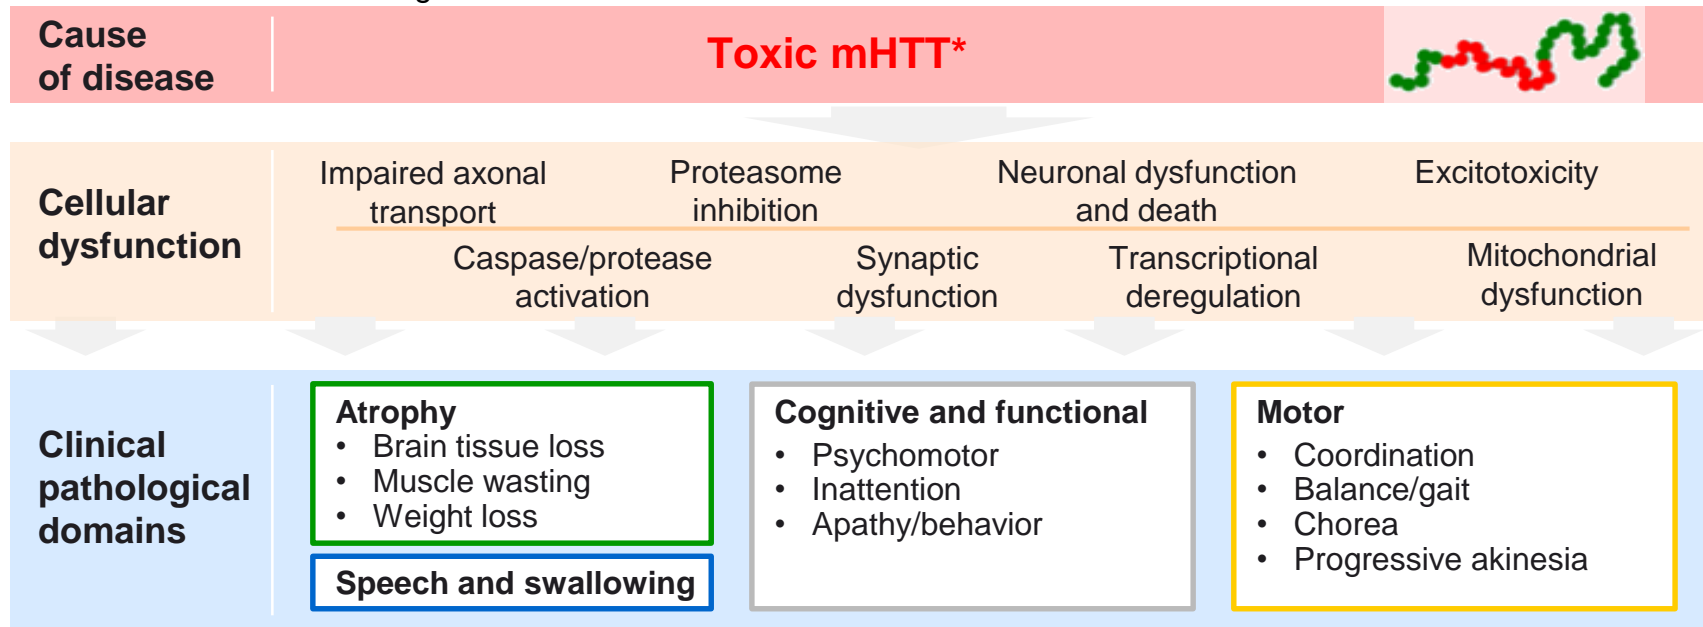 Cause
of disease
Toxic mHTT*
Cellular
dysfunction
Impaired axonal
transport
Proteasome
inhibition
Neuronal dysfunction
and death
Excitotoxicity
Caspase/protease
activation
Synaptic
dysfunction
Transcriptional
deregulation
Mitochondrial
dysfunction
Clinical
pathological
domains
Atrophy
• Brain tissue loss
• Muscle wasting
• Weight loss
Speech and swallowing
Cognitive and functional
• Psychomotor
• Inattention
• Apathy/behavior
Motor
• Coordination
• Balance/gait
• Chorea
• Progressive akinesia